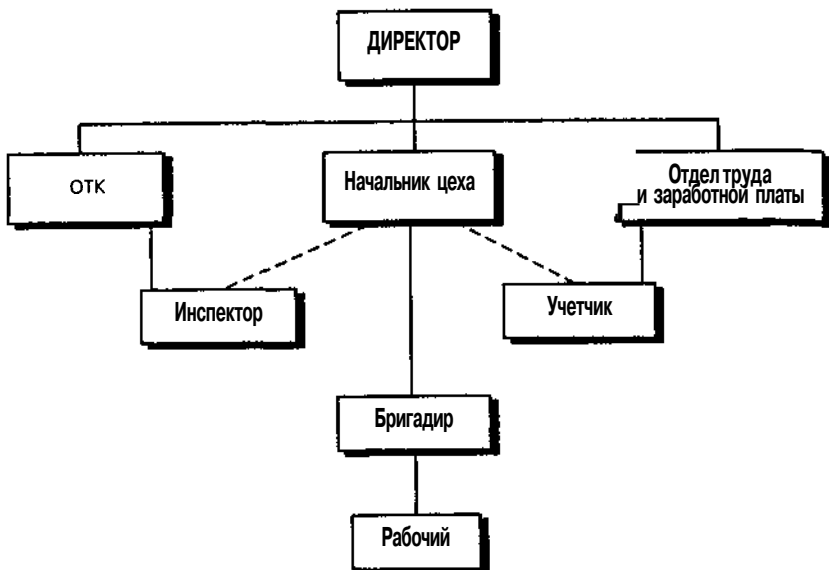 ДИРЕКТОР
ОТК
Начальник цеха
Отдел труда
и заработной платы
Инспектор
Учетчик
Бригадир
Рабочий